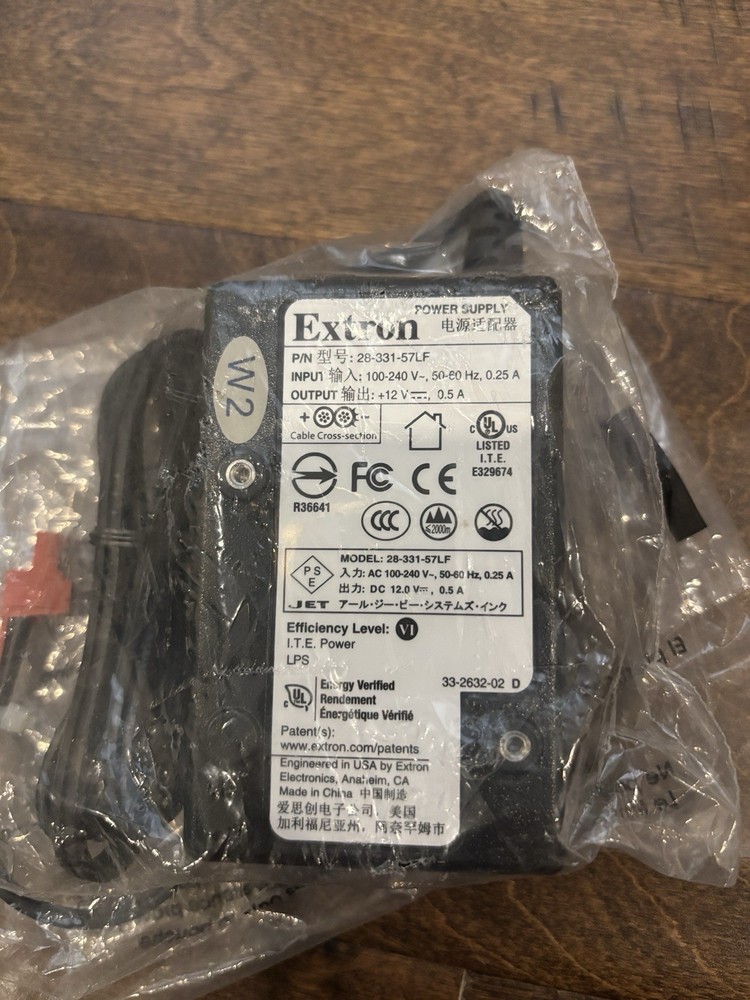 POWER SUPPLY
Extron 电源适配器
P/N 型号: 28-331-57LF
INPUT 输入: 100-240 V~, 50-60 Hz, 0.25 A
OUTPUT 输出: +12 V⎓, 0.5 A
+ -
Cable Cross-section
W2
c UL US
LISTED
I.T.E.
E329674
FC CE
R36641
CCC
≤2000m
PS
E
MODEL: 28-331-57LF
入力: AC 100-240 V~, 50-60 Hz, 0.25 A
出力: DC 12.0 V⎓, 0.5 A
JET アール・ジー・ビー・システムズ・インク
Efficiency Level: VI
I.T.E. Power
LPS
33-2632-02 D
c UL
Energy Verified
Rendement
Énergétique Vérifié
Patent(s):
www.extron.com/patents
Engineered in USA by Extron
Electronics, Anaheim, CA
Made in China 中国制造
爱思创电子公司，美国
加利福尼亚州，阿奈罕姆市